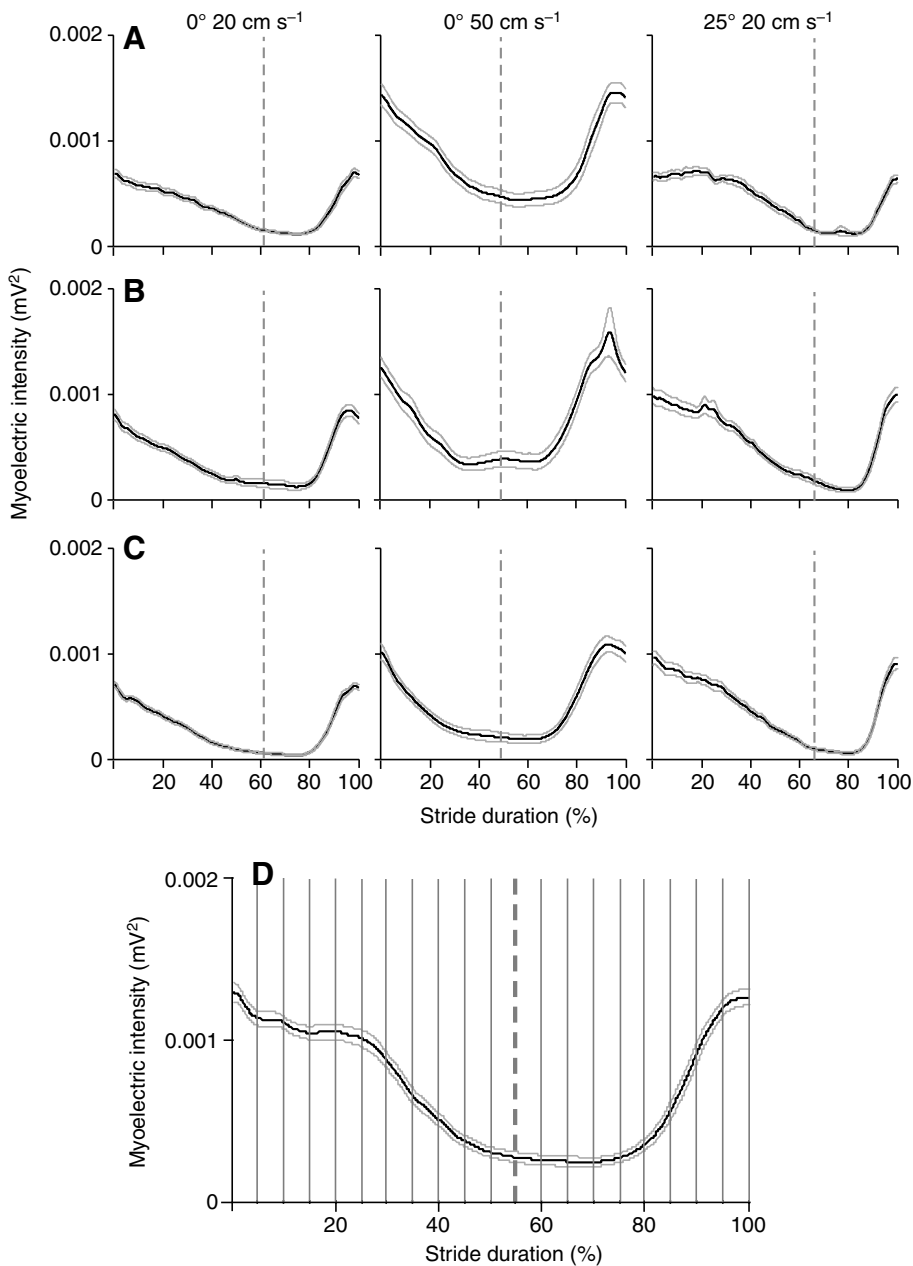 0° 20 cm s⁻¹ 0° 50 cm s⁻¹ 25° 20 cm s⁻¹
A
0.002
0.001
0
B
0.002
0.001
0
Myoelectric intensity (mV²)
C
0.002
0.001
0
20 40 60 80 100 20 40 60 80 100 20 40 60 80 100
Stride duration (%)
D
0.002
0.001
0
Myoelectric intensity (mV²)
20 40 60 80 100
Stride duration (%)